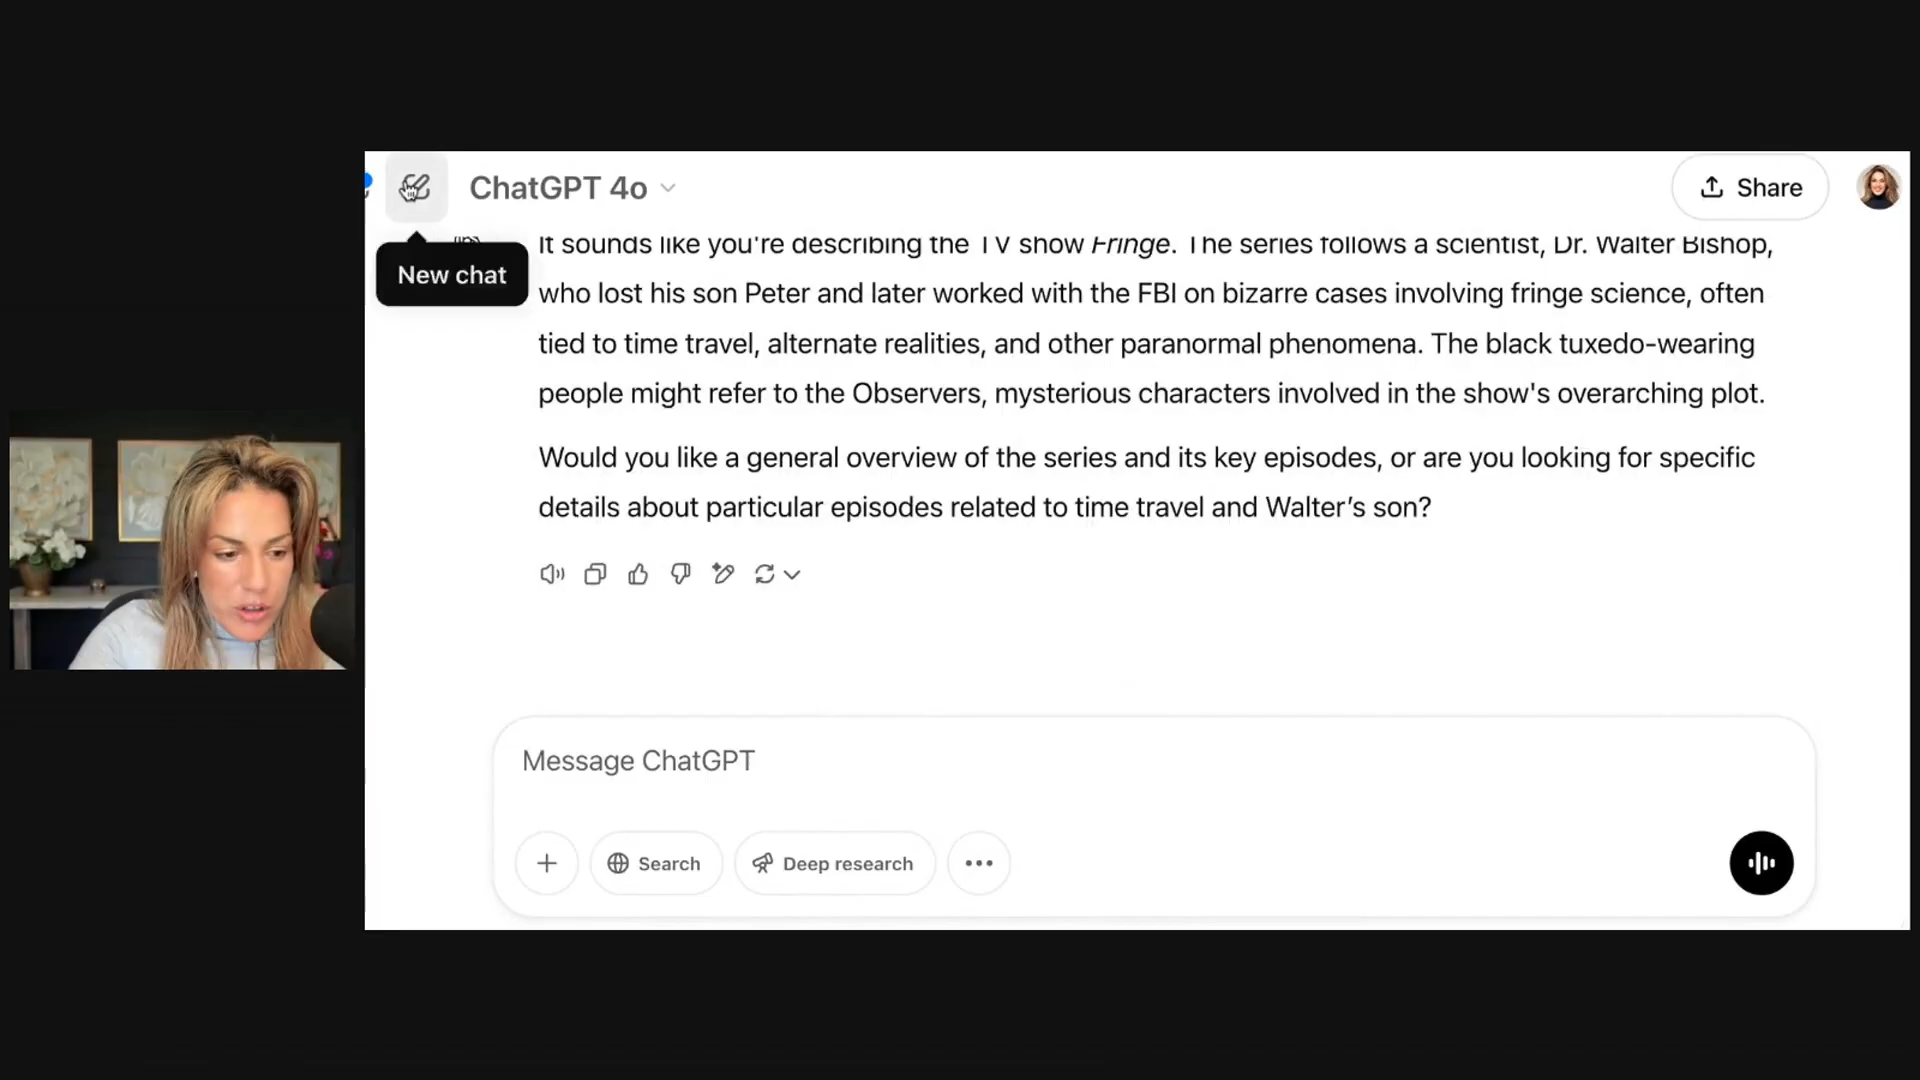 ChatGPT 4o
Share
New chat
It sounds like you're describing the TV show Fringe. The series follows a scientist, Dr. Walter Bishop,
who lost his son Peter and later worked with the FBI on bizarre cases involving fringe science, often
tied to time travel, alternate realities, and other paranormal phenomena. The black tuxedo-wearing
people might refer to the Observers, mysterious characters involved in the show's overarching plot.
Would you like a general overview of the series and its key episodes, or are you looking for specific
details about particular episodes related to time travel and Walter’s son?
Message ChatGPT
Search
Deep research